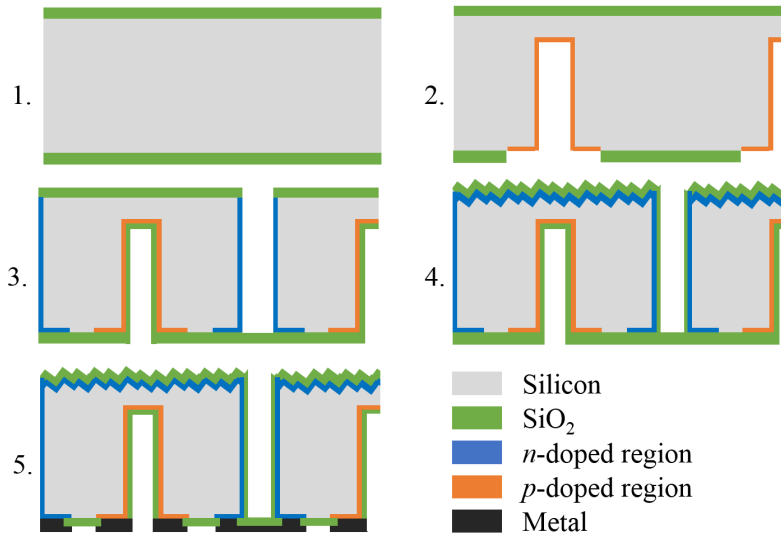 1.
2.
3.
4.
5.
Silicon
SiO₂
n-doped region
p-doped region
Metal